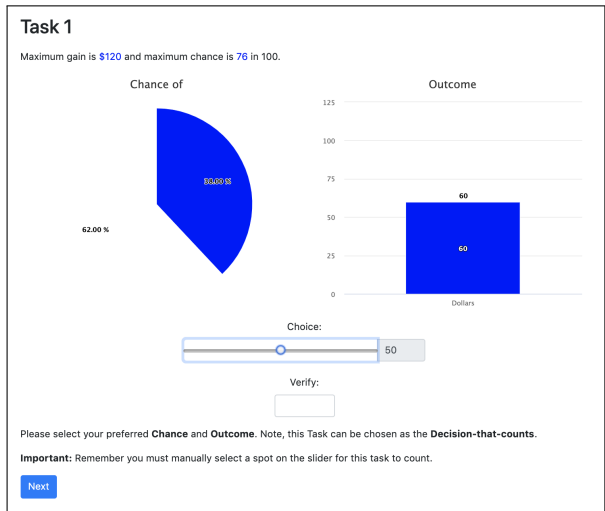 Task 1
Maximum gain is $120 and maximum chance is 76 in 100.
Chance of
38.00 %
62.00 %
Outcome
125
100
75
50
25
0
60
60
Dollars
Choice:
50
Verify:
Please select your preferred Chance and Outcome. Note, this Task can be chosen as the Decision-that-counts.
Important: Remember you must manually select a spot on the slider for this task to count.
Next